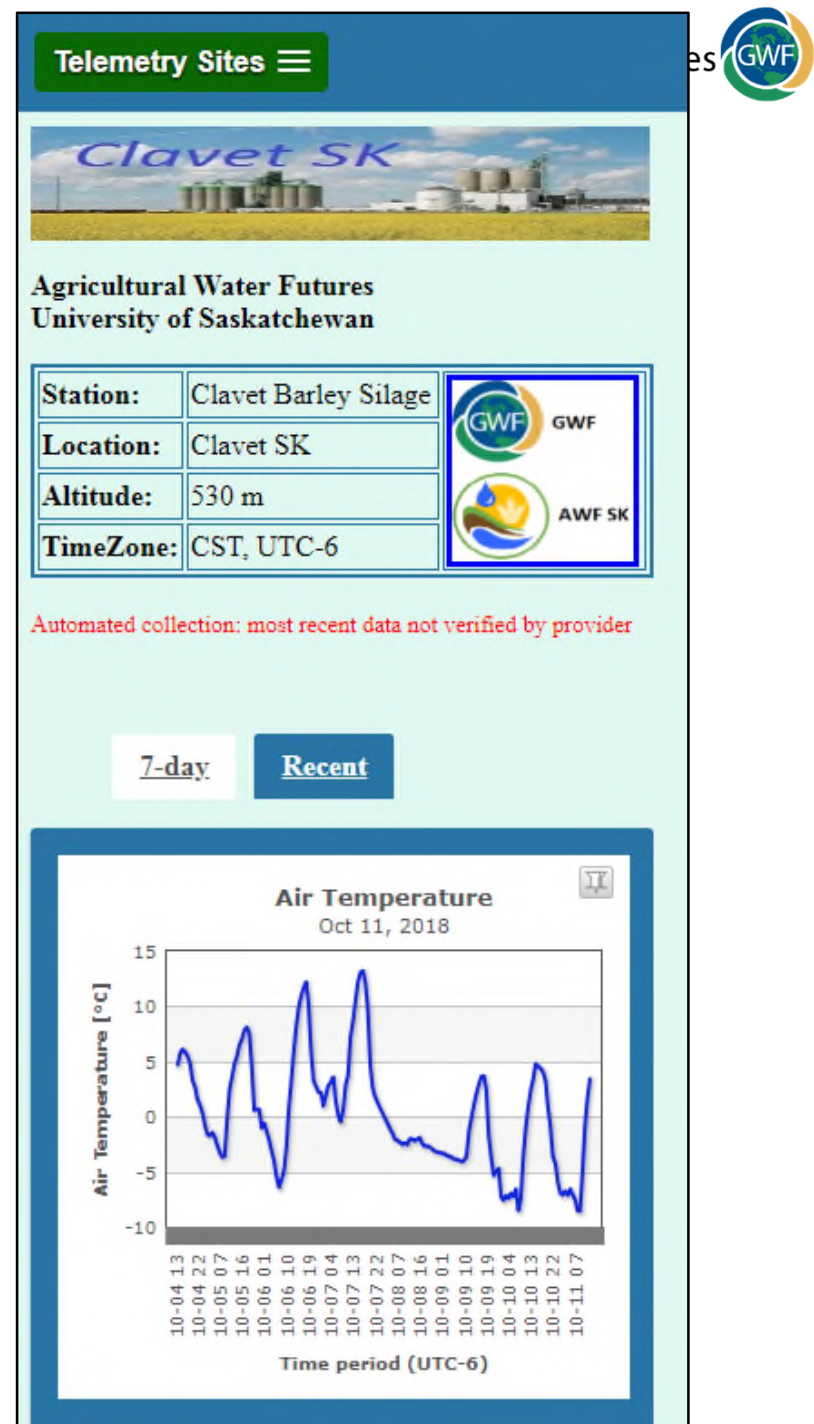 Telemetry Sites
es
GWF
Clavet SK
Agricultural Water Futures
University of Saskatchewan
Station: Clavet Barley Silage
GWF GWF
Location: Clavet SK
Altitude: 530 m
AWF SK
TimeZone: CST, UTC-6
Automated collection: most recent data not verified by provider
7-day Recent
Air Temperature
Oct 11, 2018
Air Temperature [°C]
15
10
5
0
-5
-10
10-04 13
10-04 22
10-05 07
10-05 16
10-06 01
10-06 10
10-06 19
10-07 04
10-07 13
10-07 22
10-08 07
10-08 16
10-09 01
10-09 10
10-09 19
10-10 04
10-10 13
10-10 22
10-11 07
Time period (UTC-6)